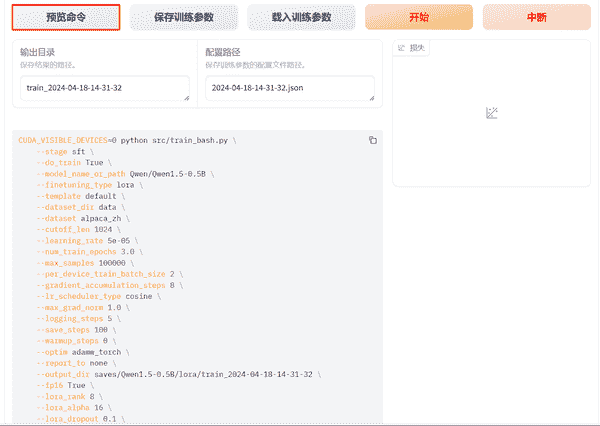 预览命令 保存训练参数 载入训练参数 开始 中断
输出目录 配置路径 损失
保存结果的路径。 保存训练参数的配置文件路径。
train_2024-04-18-14-31-32 2024-04-18-14-31-32.json
CUDA_VISIBLE_DEVICES=0 python src/train_bash.py \
--stage sft \
--do_train True \
--model_name_or_path Qwen/Qwen1.5-0.5B \
--finetuning_type lora \
--template default \
--dataset_dir data \
--dataset alpaca_zh \
--cutoff_len 1024 \
--learning_rate 5e-05 \
--num_train_epochs 3.0 \
--max_samples 100000 \
--per_device_train_batch_size 2 \
--gradient_accumulation_steps 8 \
--lr_scheduler_type cosine \
--max_grad_norm 1.0 \
--logging_steps 5 \
--save_steps 100 \
--warmup_steps 0 \
--optim adamw_torch \
--report_to none \
--output_dir saves/Qwen1.5-0.5B/lora/train_2024-04-18-14-31-32 \
--fp16 True \
--lora_rank 8 \
--lora_alpha 16 \
--lora_dropout 0.1 \